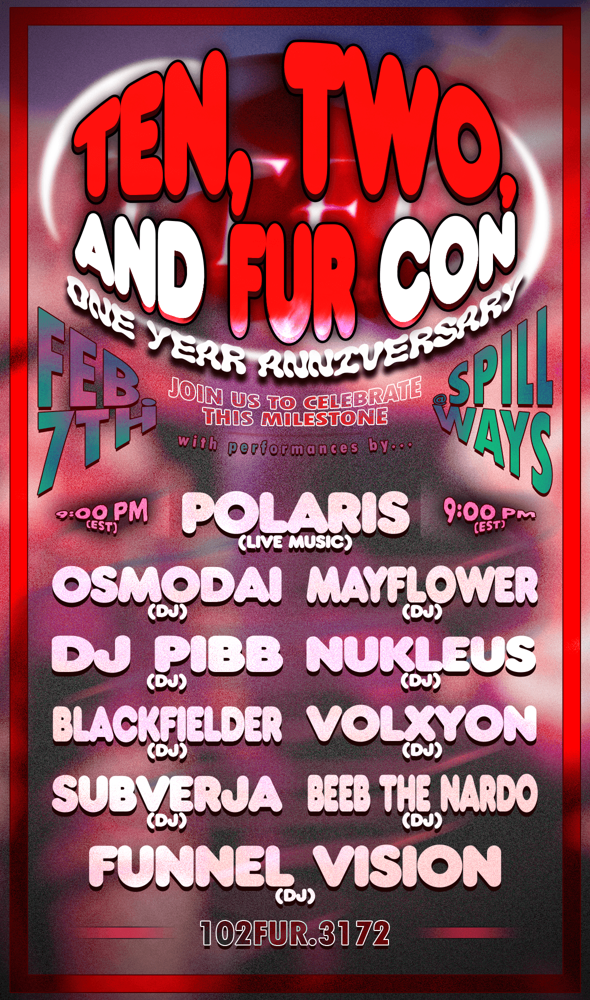 TEN, TWO,
AND FUR CON
ONE YEAR ANNIVERSARY
FEB.
7TH
JOIN US TO CELEBRATE
THIS MILESTONE
with performances by...
@SPILL
WAYS
9:00 PM
(EST)
POLARIS
(LIVE MUSIC)
9:00 PM
(EST)
OSMODAI
(DJ)
MAYFLOWER
(DJ)
DJ PIBB
(DJ)
NUKLEUS
(DJ)
BLACKFIELDER
(DJ)
VOLXYON
(DJ)
SUBVERJA
(DJ)
BEEB THE NARDO
(DJ)
FUNNEL VISION
(DJ)
102FUR.3172